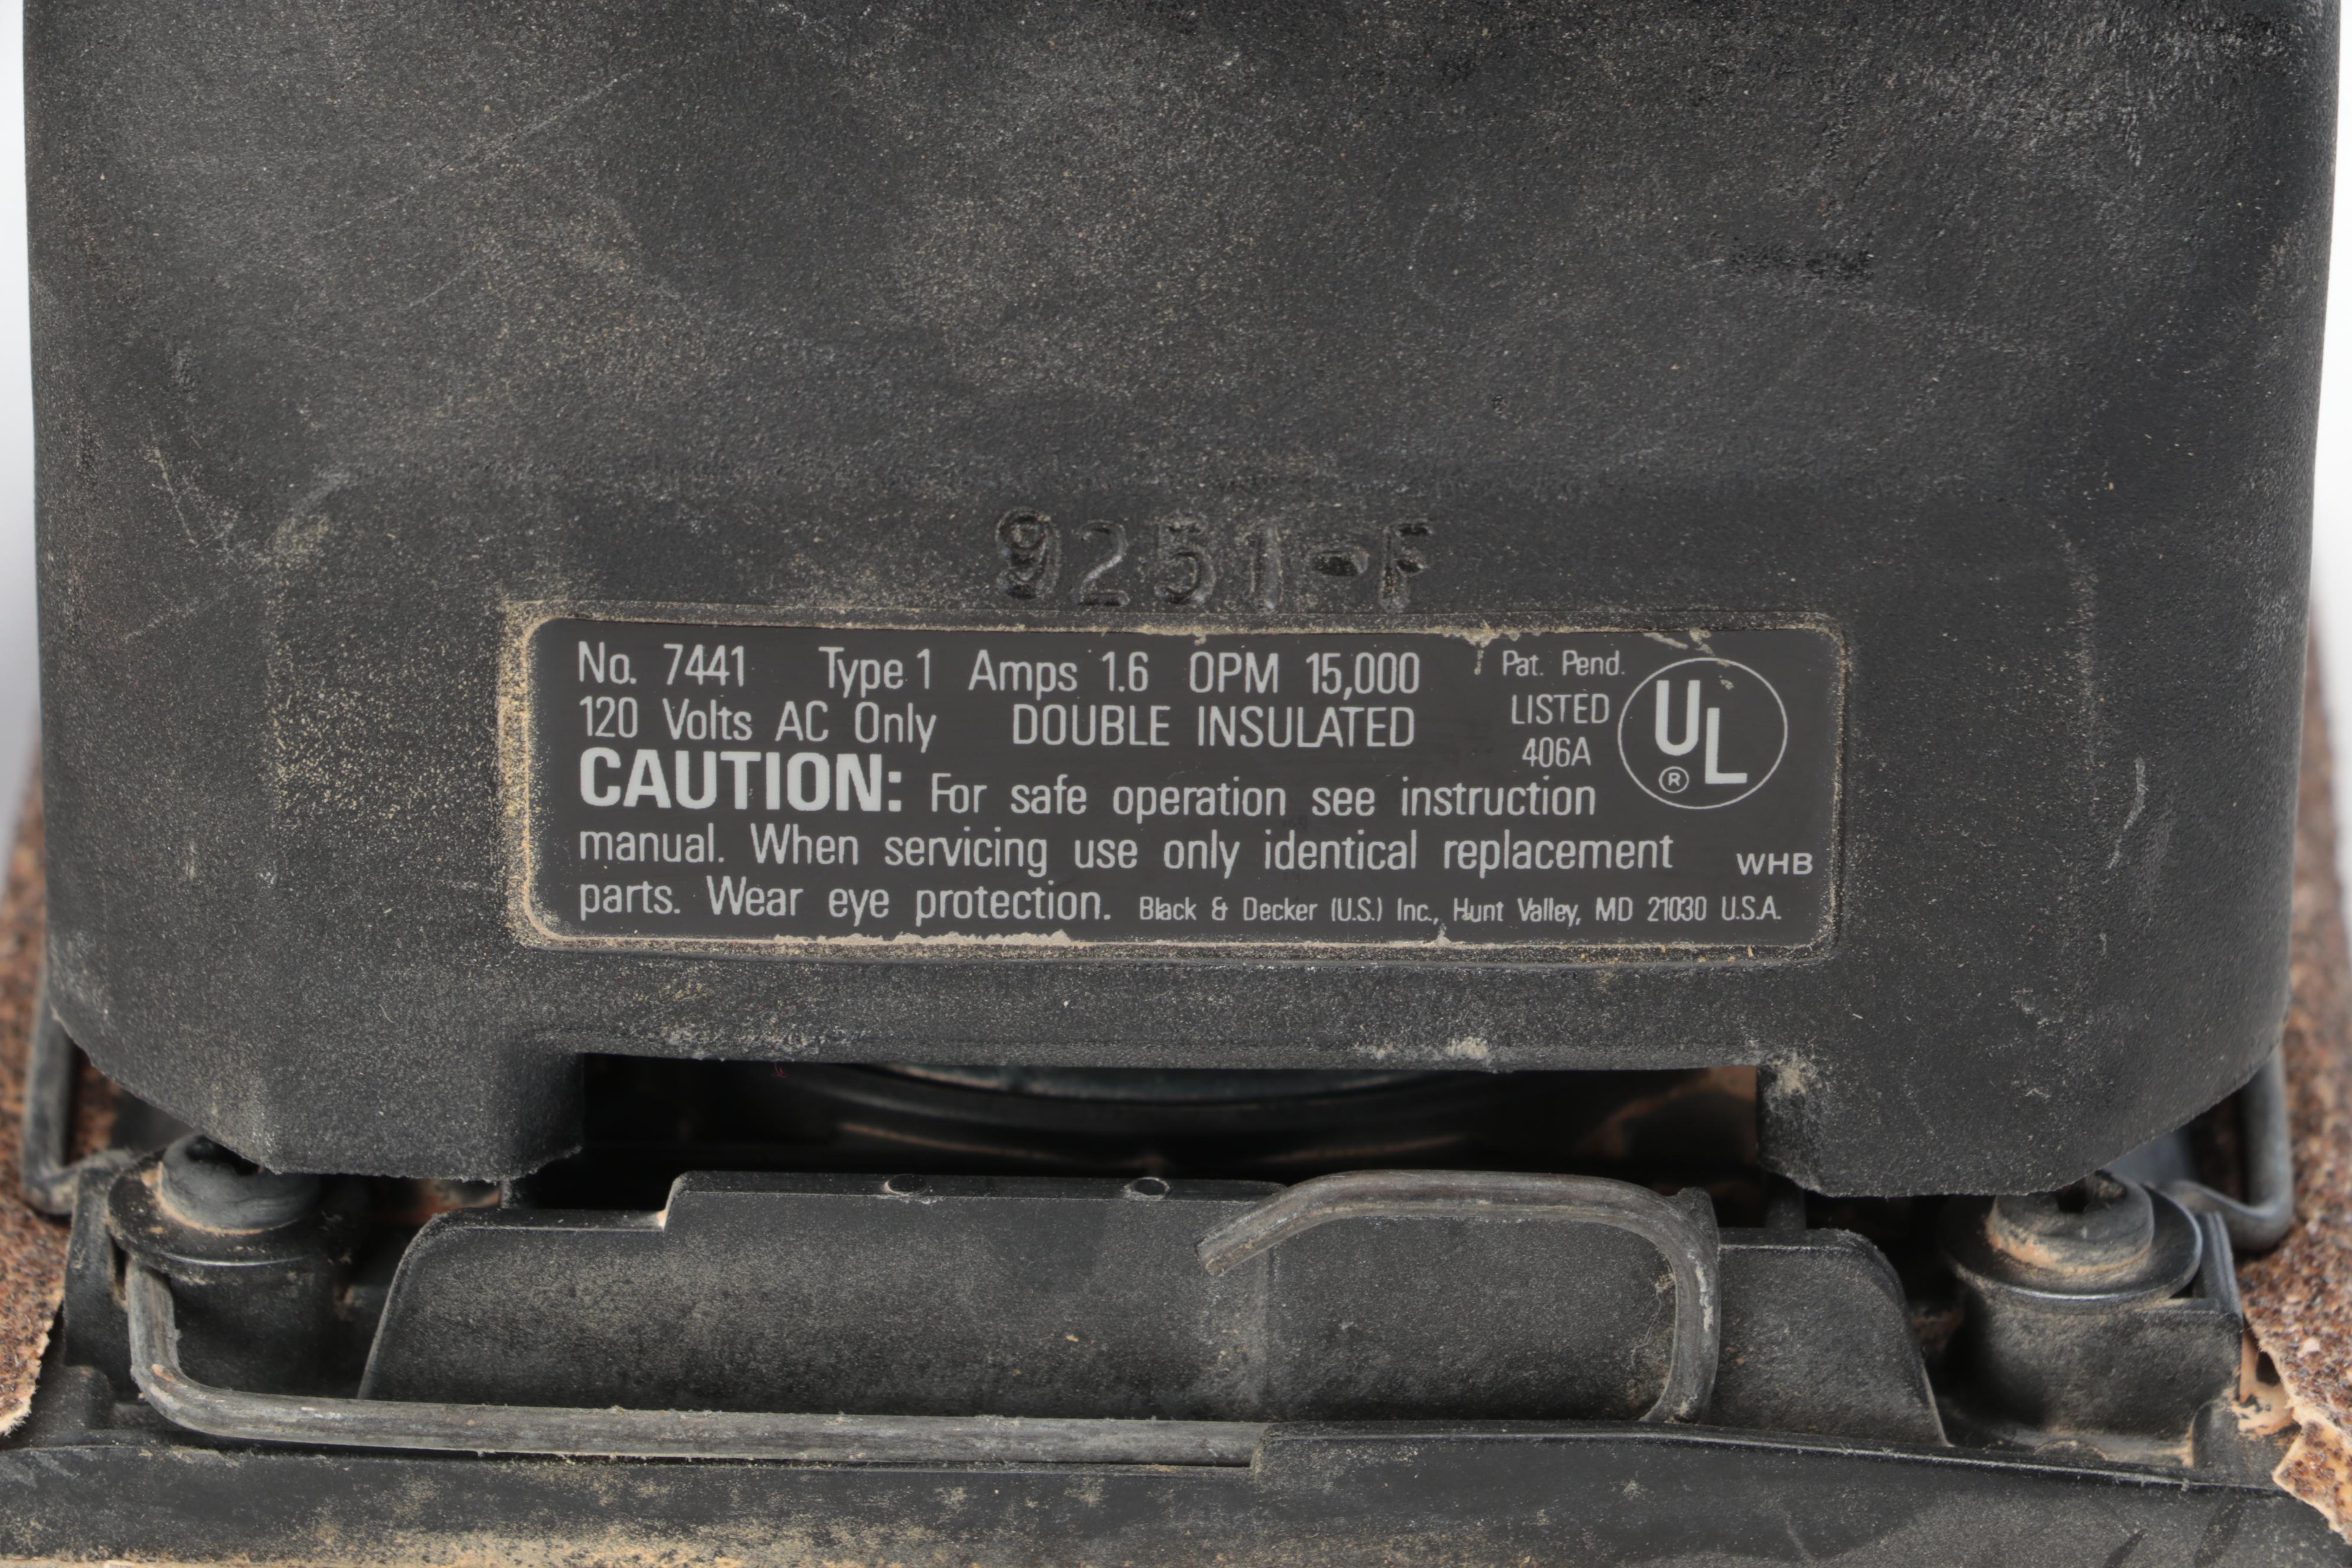 9251-F
No. 7441 Type 1 Amps 1.6 OPM 15,000 Pat. Pend.
120 Volts AC Only DOUBLE INSULATED LISTED
406A UL ®
CAUTION: For safe operation see instruction
manual. When servicing use only identical replacement WHB
parts. Wear eye protection. Black & Decker (U.S.) Inc., Hunt Valley, MD 21030 U.S.A.